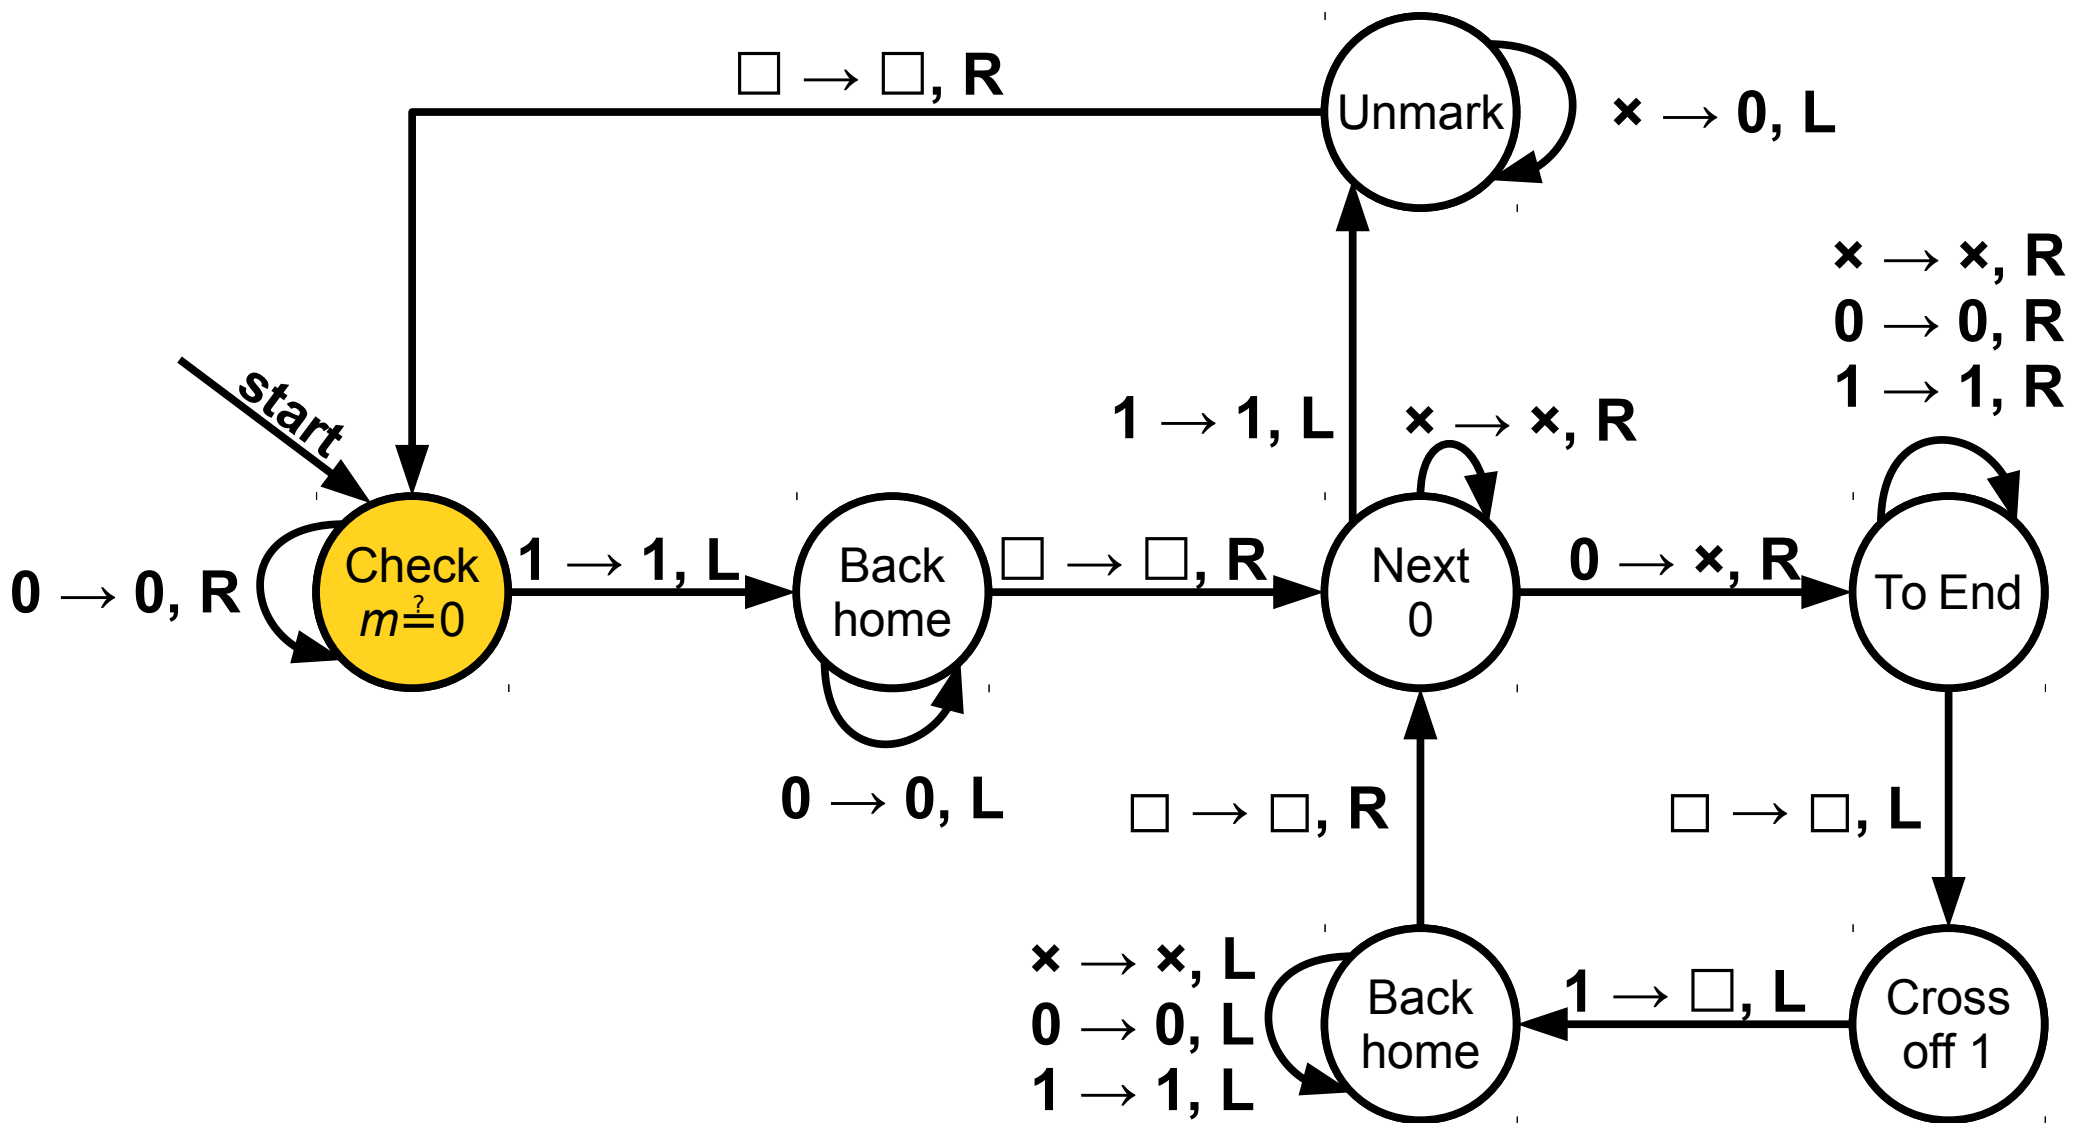 □ → □, R
Unmark
× → 0, L
× → ×, R
0 → 0, R
1 → 1, R
start
1 → 1, L
× → ×, R
0 → 0, R
Check
m≟0
1 → 1, L
Back
home
□ → □, R
Next
0
0 → ×, R
To End
0 → 0, L
□ → □, R
□ → □, L
× → ×, L
0 → 0, L
1 → 1, L
Back
home
1 → □, L
Cross
off 1